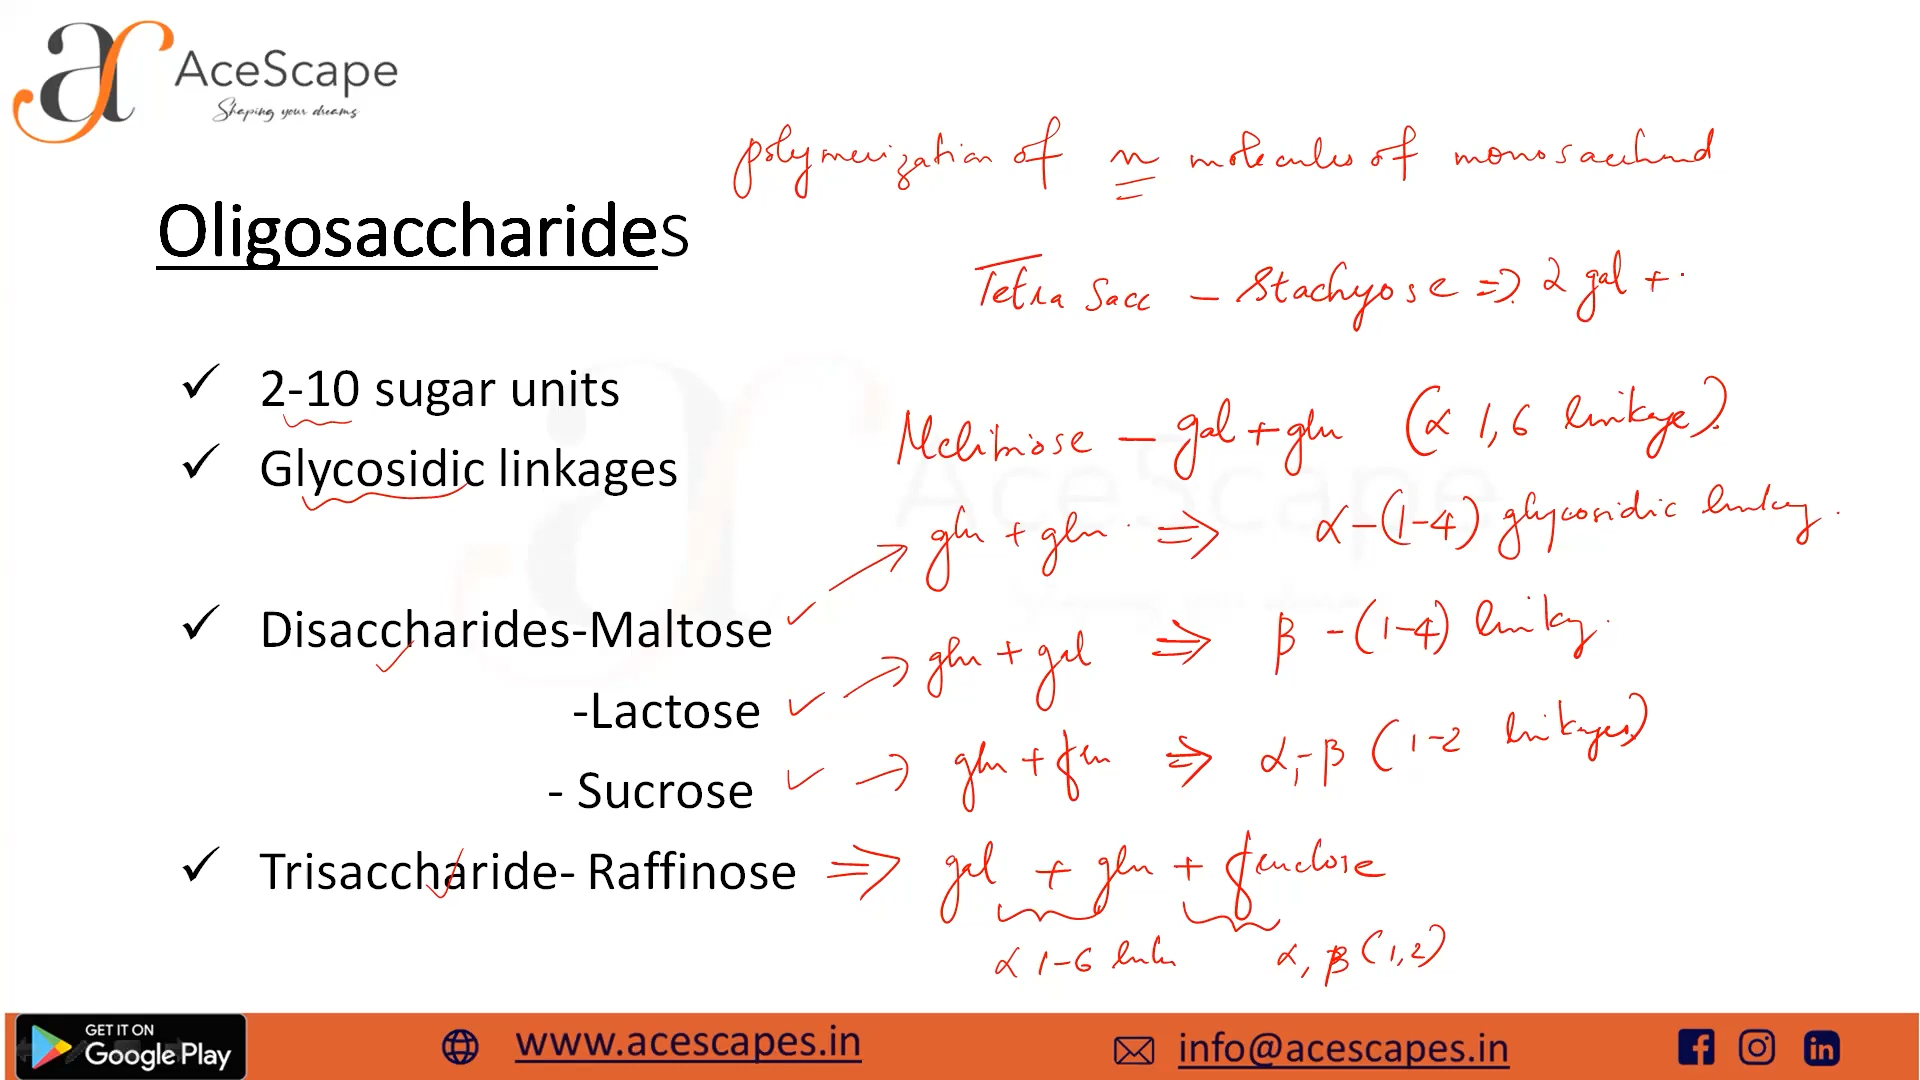 AceScape
Shaping your dreams
polymerization of n molecules of monosacchrid
Oligosaccharides
Tetra Sacc - Stachyose => 2 gal + .
✓ 2-10 sugar units
Melibiose - gal + glu (α 1,6 linkage).
✓ Glycosidic linkages
glu + glu => α-(1-4) glycosidic linkag.
✓ Disaccharides-Maltose
glu + gal => β -(1-4) linkg.
-Lactose
glu + fru => α,-β (1-2 linkages)
- Sucrose
✓ Trisaccharide- Raffinose => gal + glu + fructose
α 1-6 link α, β (1,2)
GET IT ON
Google Play
www.acescapes.in
info@acescapes.in